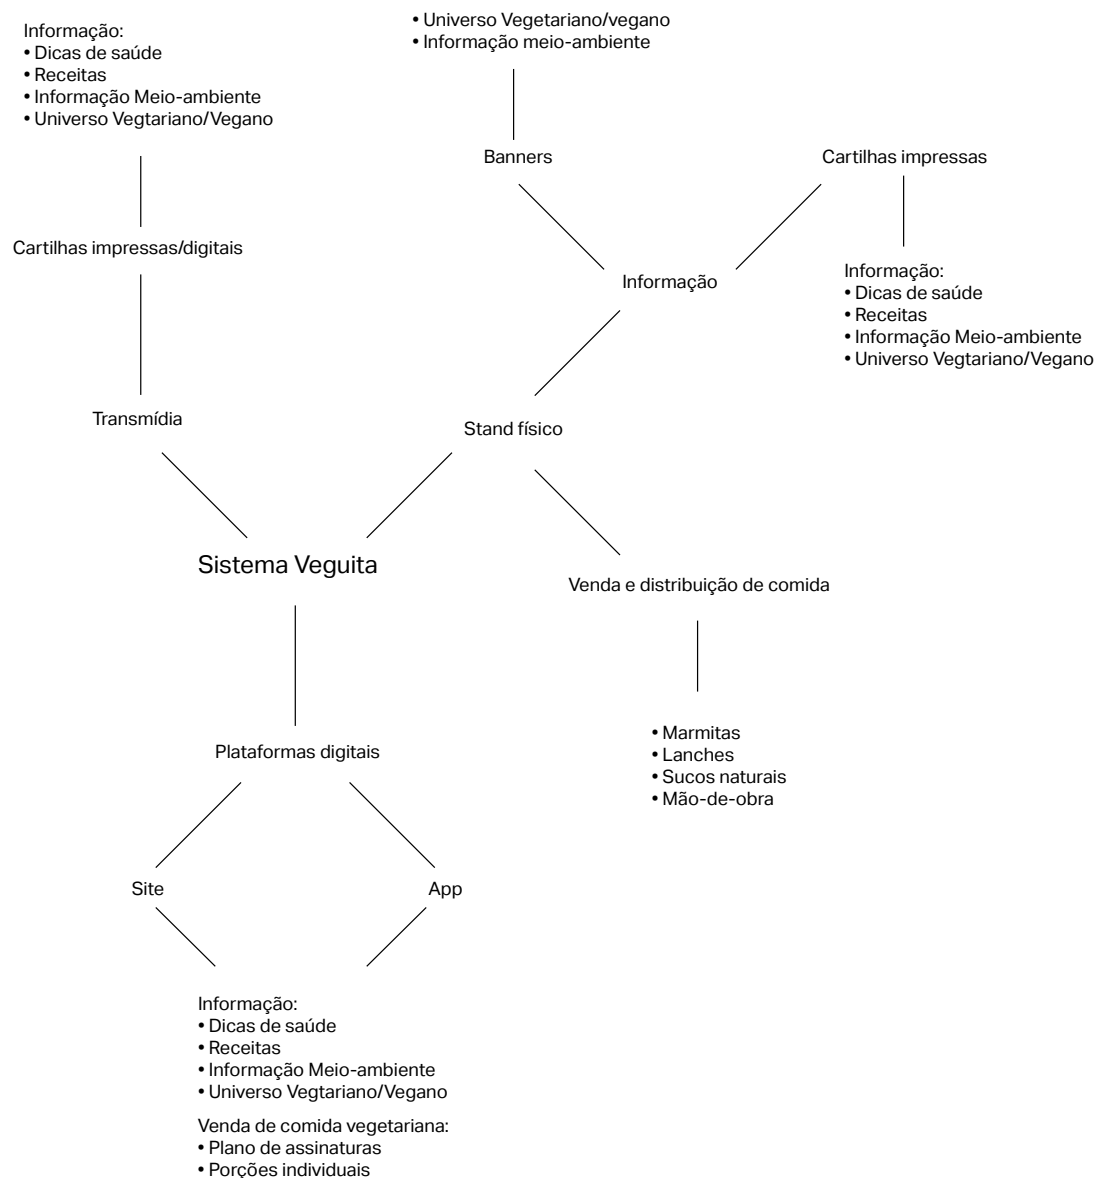 Informação:
• Dicas de saúde
• Receitas
• Informação Meio-ambiente
• Universo Vegtariano/Vegano
• Universo Vegetariano/vegano
• Informação meio-ambiente
Banners
Cartilhas impressas
Cartilhas impressas/digitais
Informação
Informação:
• Dicas de saúde
• Receitas
• Informação Meio-ambiente
• Universo Vegtariano/Vegano
Transmídia
Stand físico
Sistema Veguita
Venda e distribuição de comida
• Marmitas
• Lanches
• Sucos naturais
• Mão-de-obra
Plataformas digitais
Site
App
Informação:
• Dicas de saúde
• Receitas
• Informação Meio-ambiente
• Universo Vegtariano/Vegano
Venda de comida vegetariana:
• Plano de assinaturas
• Porções individuais